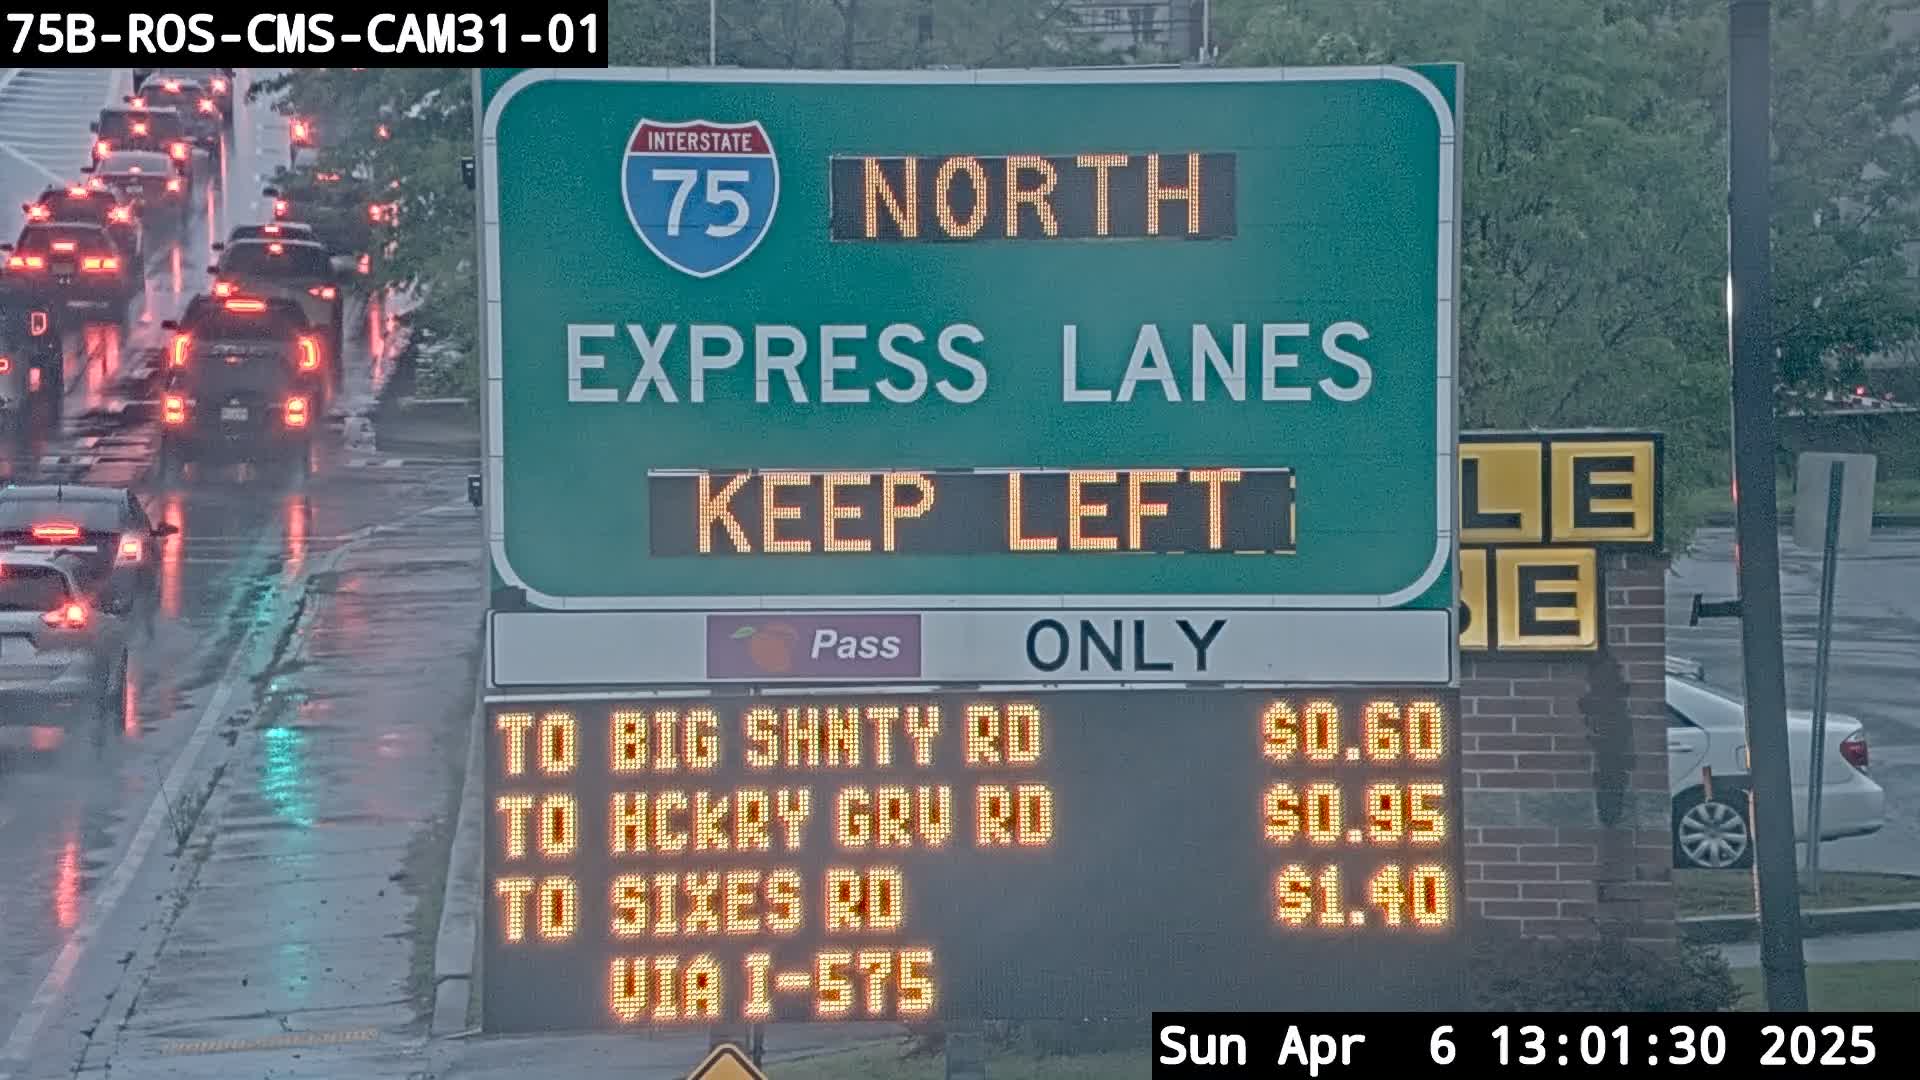 75B-ROS-CMS-CAM31-01
INTERSTATE
75
NORTH
EXPRESS LANES
KEEP LEFT
Pass ONLY
TO BIG SHNTY RD $0.60
TO HCKRY GRV RD $0.95
TO SIXES RD $1.40
VIA I-575
LE
E
Sun Apr 6 13:01:30 2025